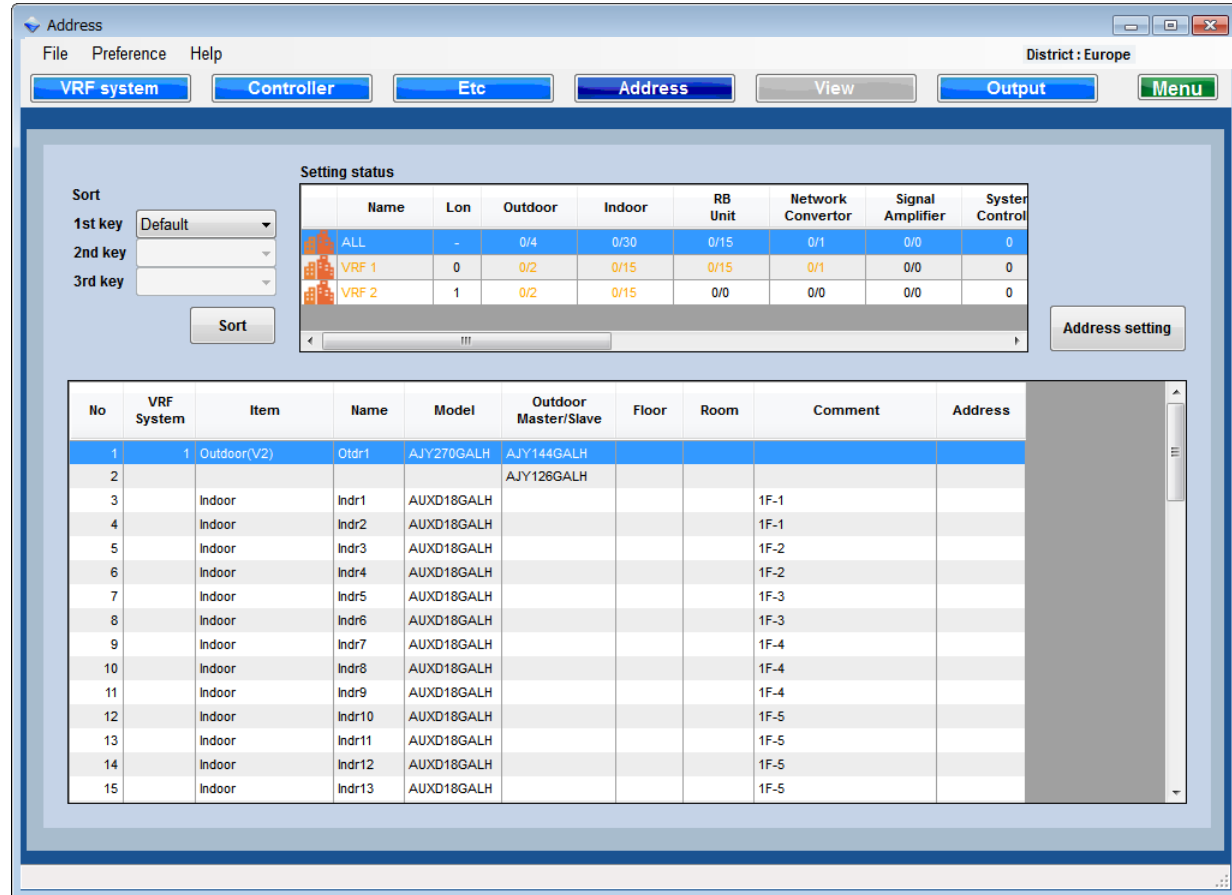 Address
File Preference Help District : Europe
VRF system Controller Etc Address View Output Menu
Setting status
Sort
1st key Default
2nd key
3rd key
Sort
Name Lon Outdoor Indoor RB Unit Network Convertor Signal Amplifier System Control
ALL - 0/4 0/30 0/15 0/1 0/0 0
VRF 1 0 0/2 0/15 0/15 0/1 0/0 0
VRF 2 1 0/2 0/15 0/0 0/0 0/0 0
Address setting
No VRF System Item Name Model Outdoor Master/Slave Floor Room Comment Address
1 1 Outdoor(V2) Otdr1 AJY270GALH AJY144GALH
2 AJY126GALH
3 Indoor Indr1 AUXD18GALH 1F-1
4 Indoor Indr2 AUXD18GALH 1F-1
5 Indoor Indr3 AUXD18GALH 1F-2
6 Indoor Indr4 AUXD18GALH 1F-2
7 Indoor Indr5 AUXD18GALH 1F-3
8 Indoor Indr6 AUXD18GALH 1F-3
9 Indoor Indr7 AUXD18GALH 1F-4
10 Indoor Indr8 AUXD18GALH 1F-4
11 Indoor Indr9 AUXD18GALH 1F-4
12 Indoor Indr10 AUXD18GALH 1F-5
13 Indoor Indr11 AUXD18GALH 1F-5
14 Indoor Indr12 AUXD18GALH 1F-5
15 Indoor Indr13 AUXD18GALH 1F-5